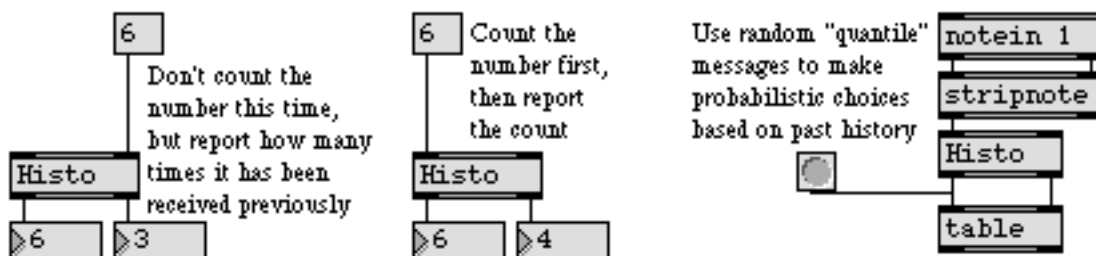 6
Don't count the
number this time,
but report how many
times it has been
received previously
Histo
6
3
6
Count the
number first,
then report
the count
Histo
6
4
Use random "quantile"
messages to make
probabilistic choices
based on past history
notein 1
stripnote
Histo
table